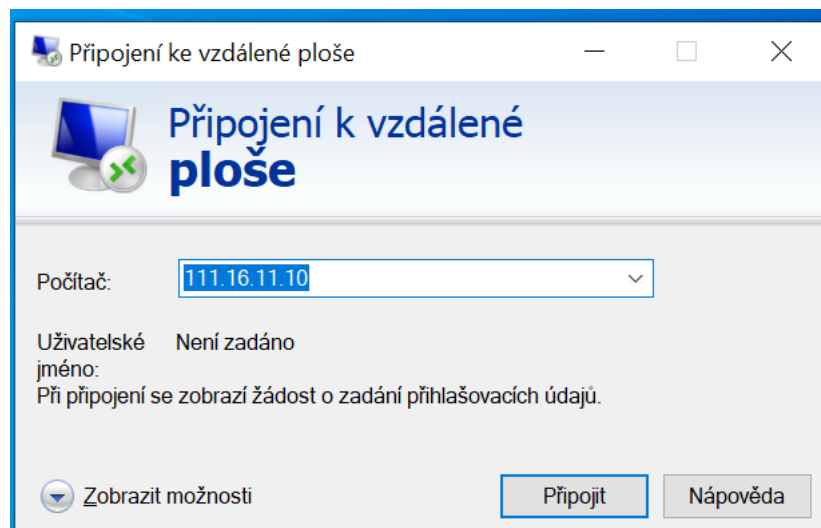 Připojení ke vzdálené ploše
Připojení k vzdálené
ploše
Počítač: 111.16.11.10
Uživatelské Není zadáno
jméno:
Při připojení se zobrazí žádost o zadání přihlašovacích údajů.
Zobrazit možnosti Připojit Nápověda